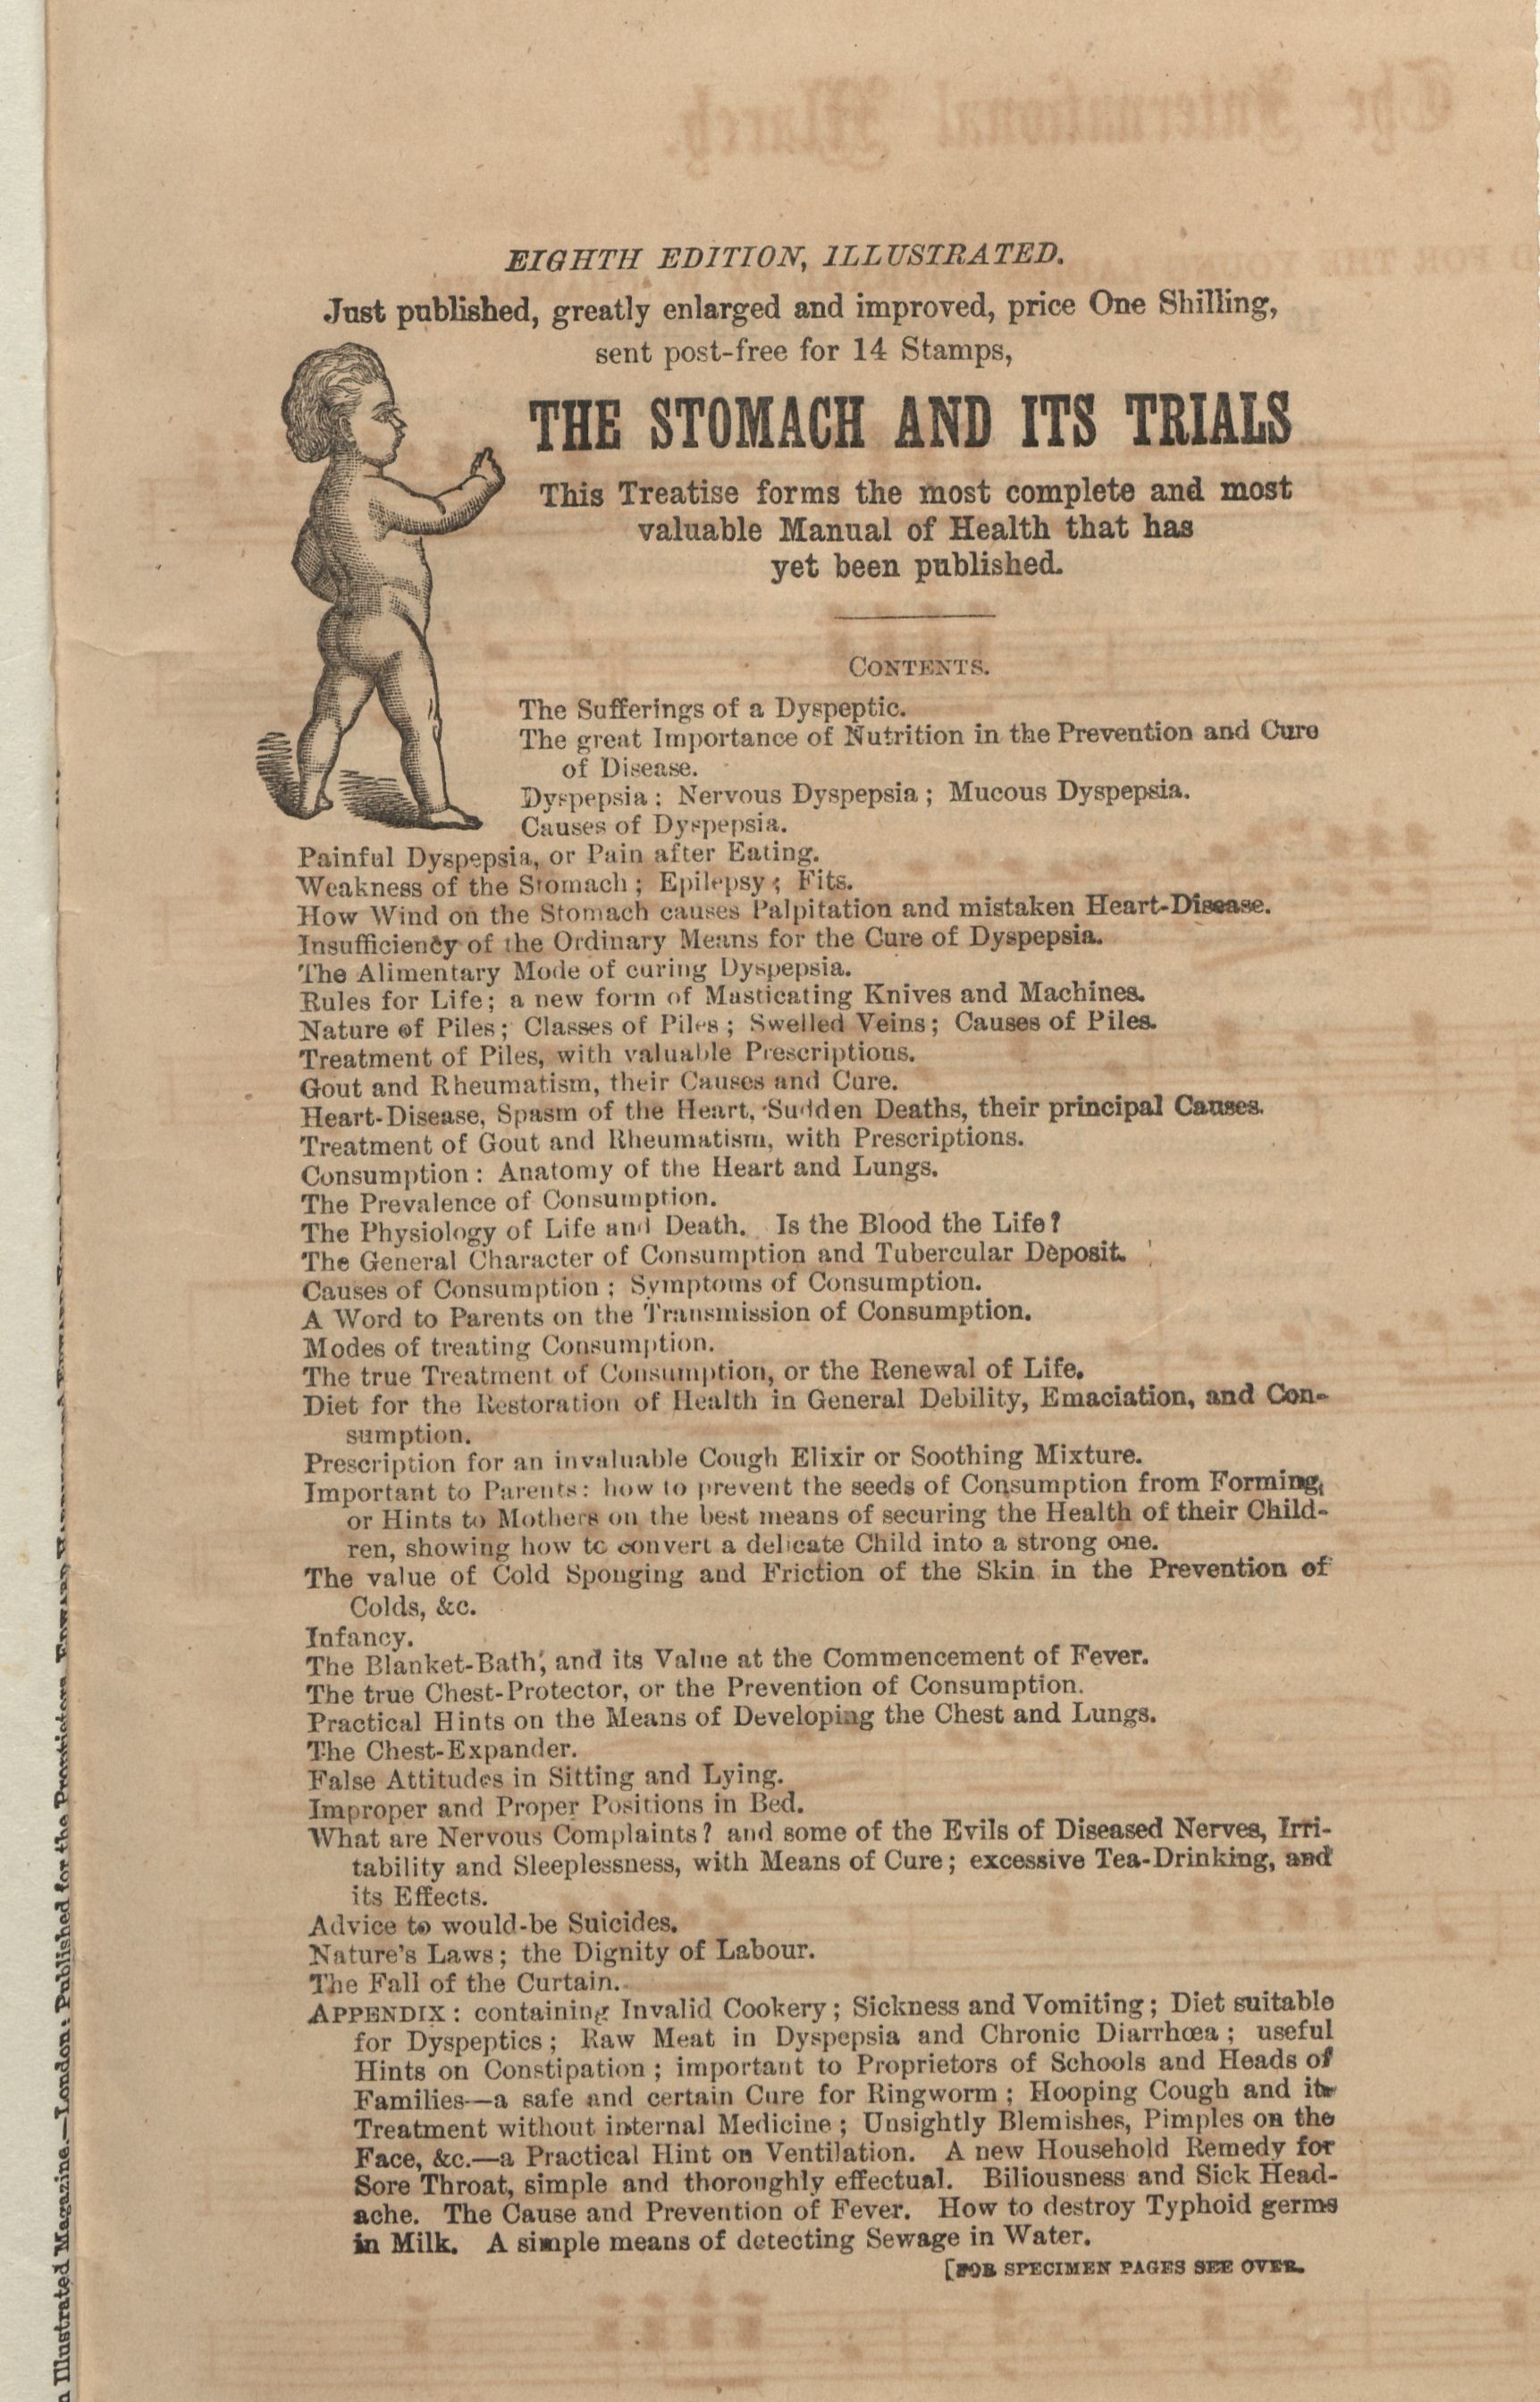 The International March.
EIGHTH EDITION, ILLUSTRATED.
Just published, greatly enlarged and improved, price One Shilling,
sent post-free for 14 Stamps,
THE STOMACH AND ITS TRIALS
This Treatise forms the most complete and most
valuable Manual of Health that has
yet been published.
CONTENTS.
The Sufferings of a Dyspeptic.
The great Importance of Nutrition in the Prevention and Cure
of Disease.
Dyspepsia; Nervous Dyspepsia; Mucous Dyspepsia.
Causes of Dyspepsia.
Painful Dyspepsia, or Pain after Eating.
Weakness of the Stomach; Epilepsy; Fits.
How Wind on the Stomach causes Palpitation and mistaken Heart-Disease.
Insufficiency of the Ordinary Means for the Cure of Dyspepsia.
The Alimentary Mode of curing Dyspepsia.
Rules for Life; a new form of Masticating Knives and Machines.
Nature of Piles; Classes of Piles; Swelled Veins; Causes of Piles.
Treatment of Piles, with valuable Prescriptions.
Gout and Rheumatism, their Causes and Cure.
Heart-Disease, Spasm of the Heart, Sudden Deaths, their principal Causes.
Treatment of Gout and Rheumatism, with Prescriptions.
Consumption: Anatomy of the Heart and Lungs.
The Prevalence of Consumption.
The Physiology of Life and Death. Is the Blood the Life?
The General Character of Consumption and Tubercular Deposit.
Causes of Consumption; Symptoms of Consumption.
A Word to Parents on the Transmission of Consumption.
Modes of treating Consumption.
The true Treatment of Consumption, or the Renewal of Life.
Diet for the Restoration of Health in General Debility, Emaciation, and Con-
sumption.
Prescription for an invaluable Cough Elixir or Soothing Mixture.
Important to Parents: how to prevent the seeds of Consumption from Forming,
or Hints to Mothers on the best means of securing the Health of their Child-
ren, showing how to convert a delicate Child into a strong one.
The value of Cold Sponging and Friction of the Skin in the Prevention of
Colds, &c.
Infancy.
The Blanket-Bath, and its Value at the Commencement of Fever.
The true Chest-Protector, or the Prevention of Consumption.
Practical Hints on the Means of Developing the Chest and Lungs.
The Chest-Expander.
False Attitudes in Sitting and Lying.
Improper and Proper Positions in Bed.
What are Nervous Complaints? and some of the Evils of Diseased Nerves, Irri-
tability and Sleeplessness, with Means of Cure; excessive Tea-Drinking, and
its Effects.
Advice to would-be Suicides.
Nature's Laws; the Dignity of Labour.
The Fall of the Curtain.
APPENDIX: containing Invalid Cookery; Sickness and Vomiting; Diet suitable
for Dyspeptics; Raw Meat in Dyspepsia and Chronic Diarrhœa; useful
Hints on Constipation; important to Proprietors of Schools and Heads of
Families—a safe and certain Cure for Ringworm; Hooping Cough and its
Treatment without internal Medicine; Unsightly Blemishes, Pimples on the
Face, &c.—a Practical Hint on Ventilation. A new Household Remedy for
Sore Throat, simple and thoroughly effectual. Biliousness and Sick Head-
ache. The Cause and Prevention of Fever. How to destroy Typhoid germs
in Milk. A simple means of detecting Sewage in Water.
[FOR SPECIMEN PAGES SEE OVER.
Illustrated Magazine.—London: Published for the Proprietors